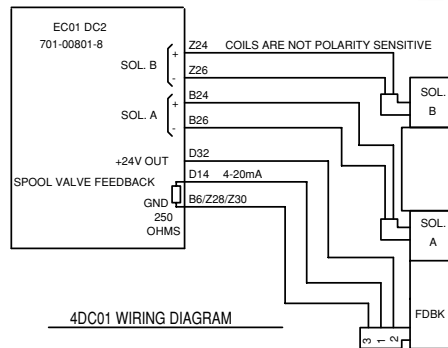 EC01 DC2
701-00801-8
SOL. B
+
-
SOL. A
+
-
+24V OUT
SPOOL VALVE FEEDBACK
GND
250
OHMS
Z24 COILS ARE NOT POLARITY SENSITIVE
Z26
B24
B26
D32
D14 4-20mA
B6/Z28/Z30
SOL.
B
SOL.
A
FDBK
3 1 2
4DC01 WIRING DIAGRAM